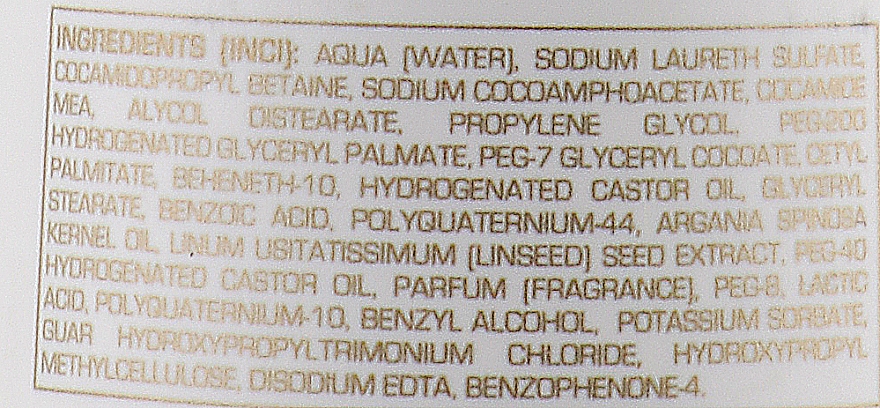 INGREDIENTS [INCI]: AQUA [WATER], SODIUM LAURETH SULFATE,
COCAMIDOPROPYL BETAINE, SODIUM COCOAMPHOACETATE, COCAMIDE
MEA, ALYCOL DISTEARATE, PROPYLENE GLYCOL, PEG-200
HYDROGENATED GLYCERYL PALMATE, PEG-7 GLYCERYL COCOATE, CETYL
PALMITATE, BEHENETH-10, HYDROGENATED CASTOR OIL, GLYCERYL
STEARATE, BENZOIC ACID, POLYQUATERNIUM-44, ARGANIA SPINOSA
KERNEL OIL, LINUM USITATISSIMUM [LINSEED] SEED EXTRACT, PEG-40
HYDROGENATED CASTOR OIL, PARFUM [FRAGRANCE], PEG-8, LACTIC
ACID, POLYQUATERNIUM-10, BENZYL ALCOHOL, POTASSIUM SORBATE,
GUAR HYDROXYPROPYLTRIMONIUM CHLORIDE, HYDROXYPROPYL
METHYLCELLULOSE, DISODIUM EDTA, BENZOPHENONE-4.